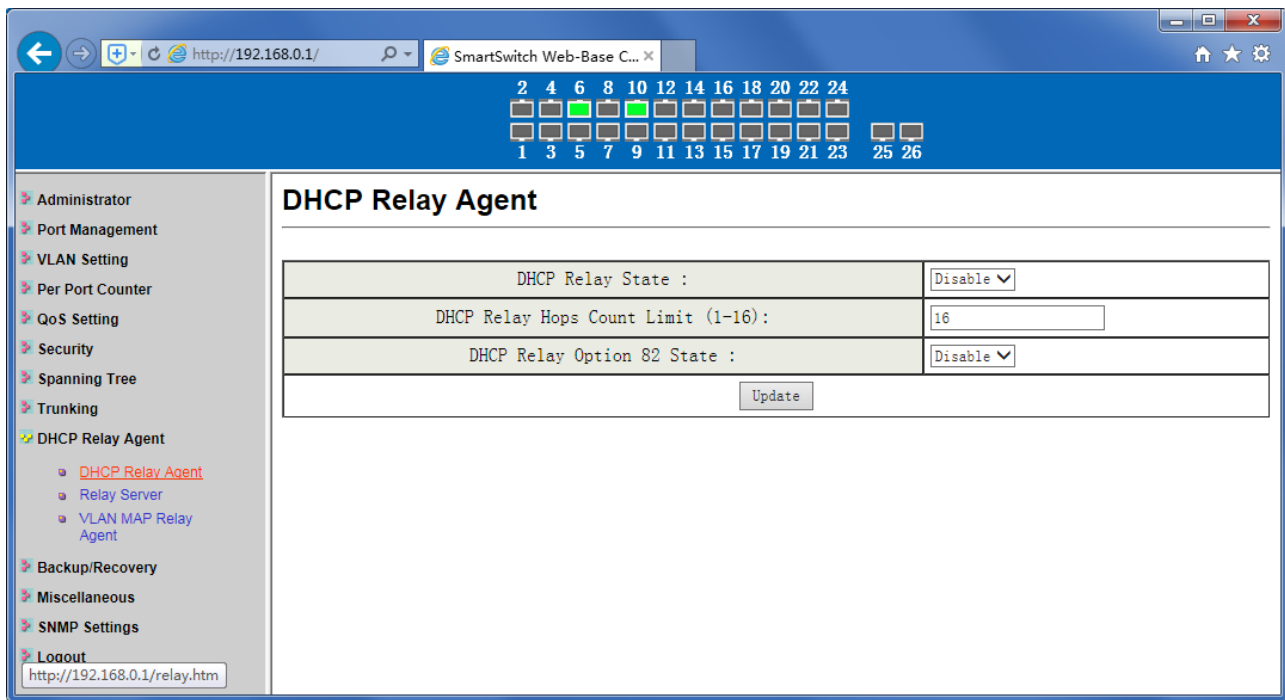 http://192.168.0.1/
SmartSwitch Web-Base C...
2 4 6 8 10 12 14 16 18 20 22 24
1 3 5 7 9 11 13 15 17 19 21 23 25 26
Administrator
Port Management
VLAN Setting
Per Port Counter
QoS Setting
Security
Spanning Tree
Trunking
DHCP Relay Agent
DHCP Relay Agent
Relay Server
VLAN MAP Relay
Agent
Backup/Recovery
Miscellaneous
SNMP Settings
Logout
http://192.168.0.1/relay.htm
DHCP Relay Agent
DHCP Relay State : Disable
DHCP Relay Hops Count Limit (1-16): 16
DHCP Relay Option 82 State : Disable
Update